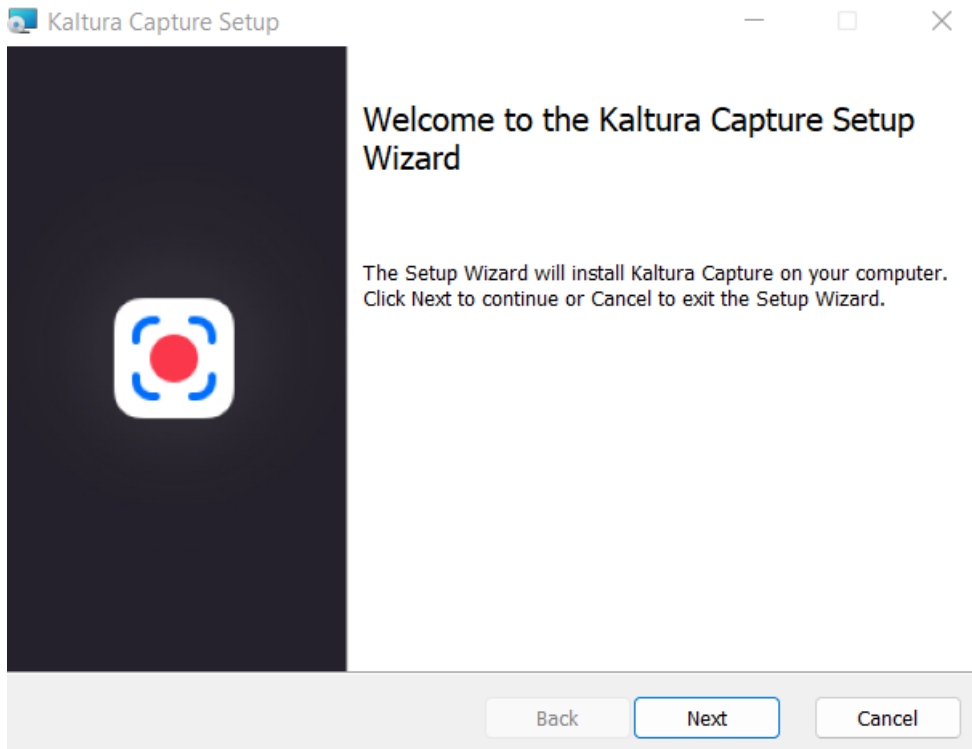 Kaltura Capture Setup
Welcome to the Kaltura Capture Setup
Wizard
The Setup Wizard will install Kaltura Capture on your computer.
Click Next to continue or Cancel to exit the Setup Wizard.
Back
Next
Cancel